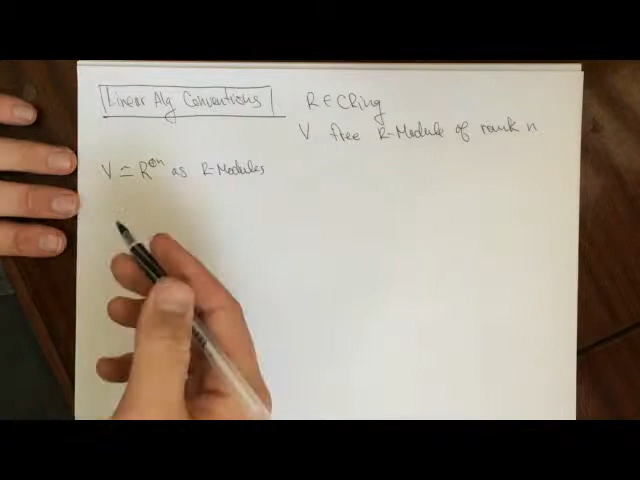 Linear Alg Conventions
R ∈ CRing
V free R-Module of rank n
V ≃ R^⊕n as R-Modules